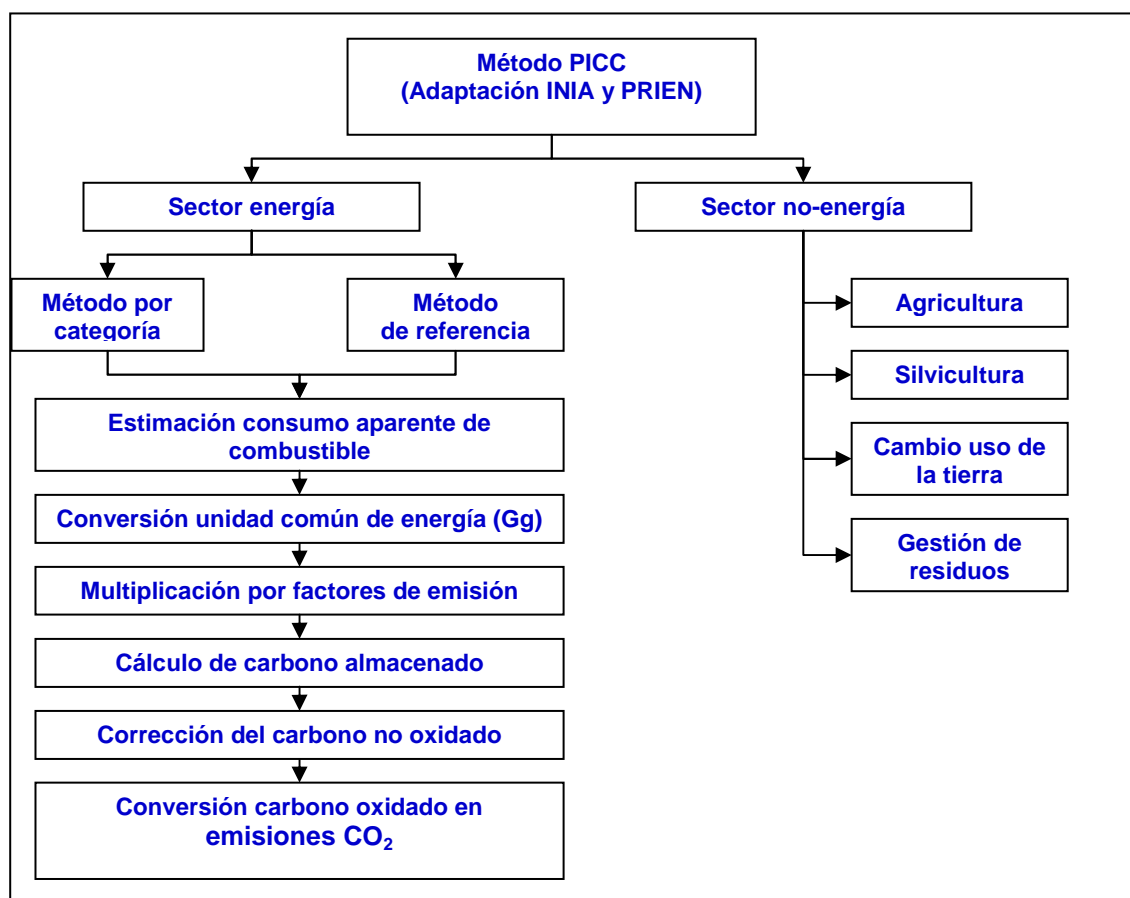 Método PICC
(Adaptación INIA y PRIEN)
Sector energía
Sector no-energía
Método por
categoría
Método
de referencia
Estimación consumo aparente de
combustible
Conversión unidad común de energía (Gg)
Multiplicación por factores de emisión
Cálculo de carbono almacenado
Corrección del carbono no oxidado
Conversión carbono oxidado en
emisiones CO₂
Agricultura
Silvicultura
Cambio uso de
la tierra
Gestión de
residuos